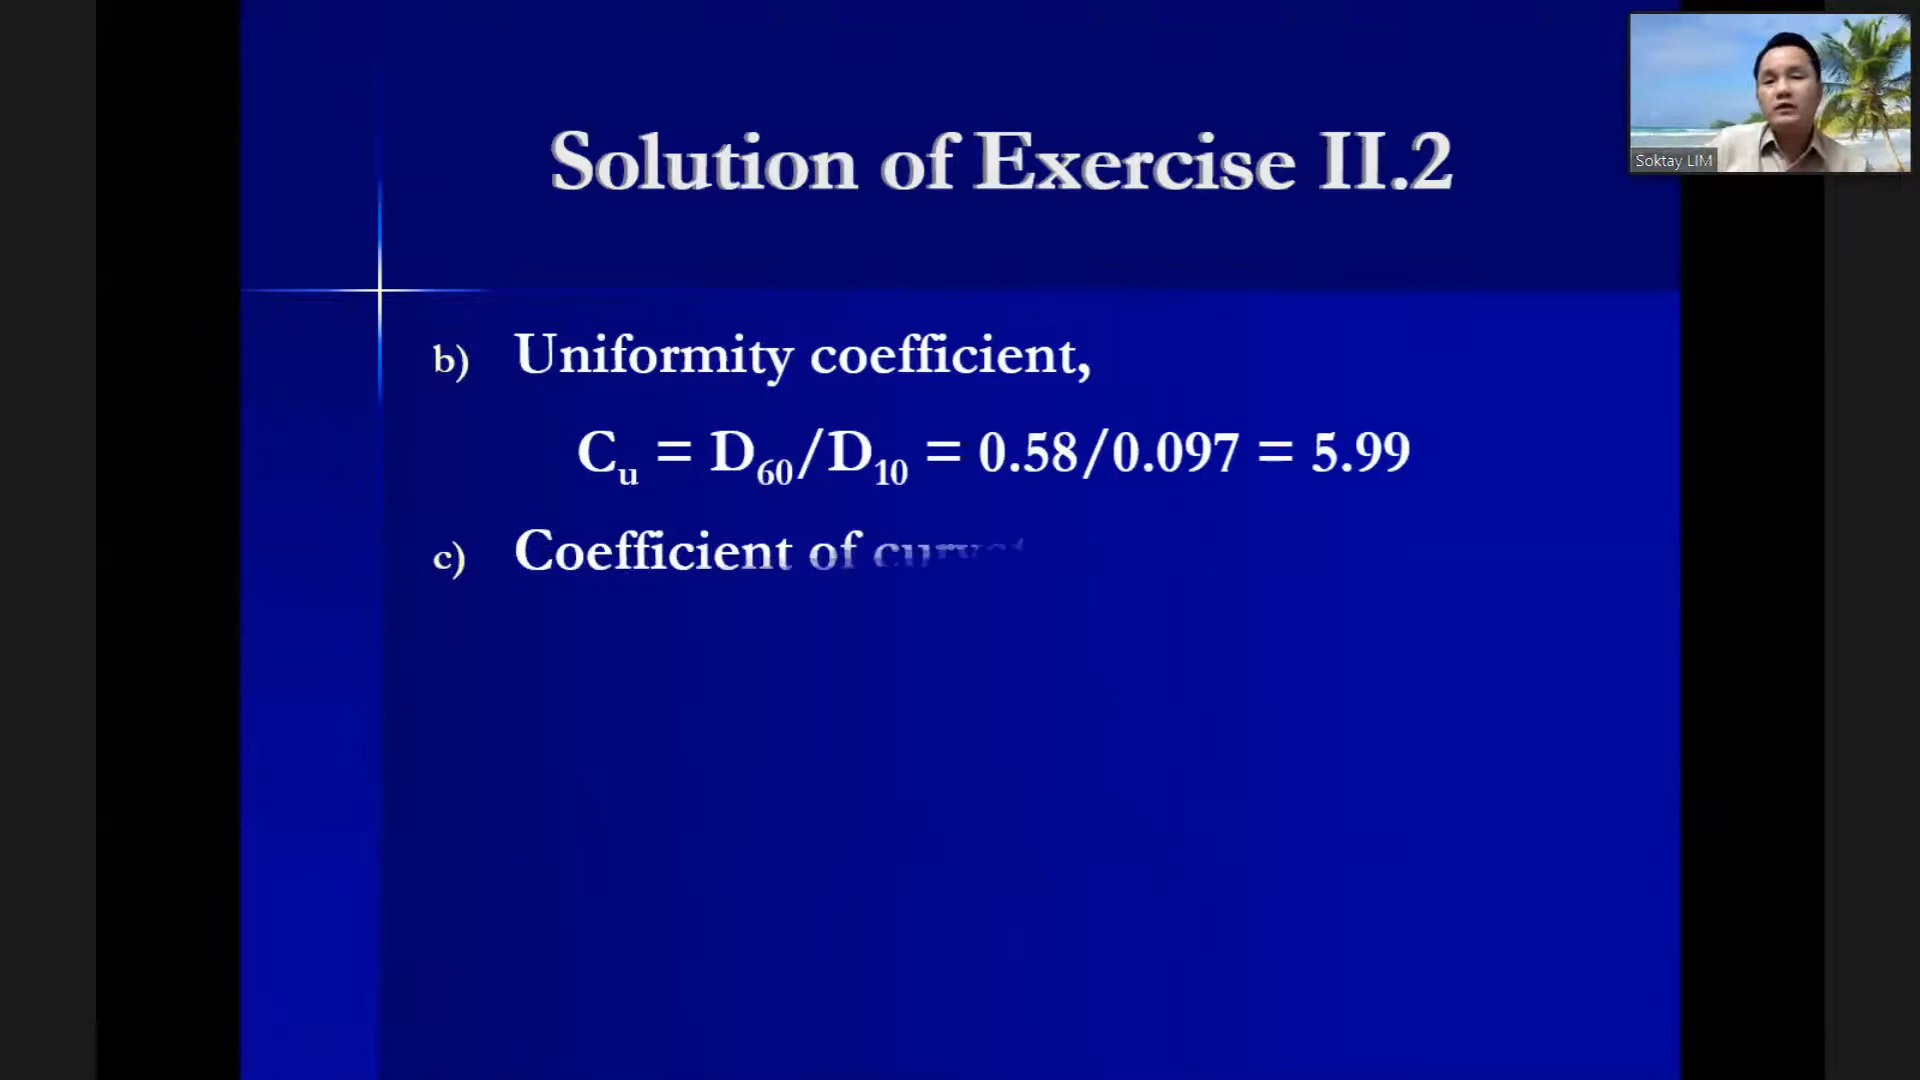 Soktay LIM
Solution of Exercise II.2
b) Uniformity coefficient,
Cu = D60/D10 = 0.58/0.097 = 5.99
c) Coefficient of